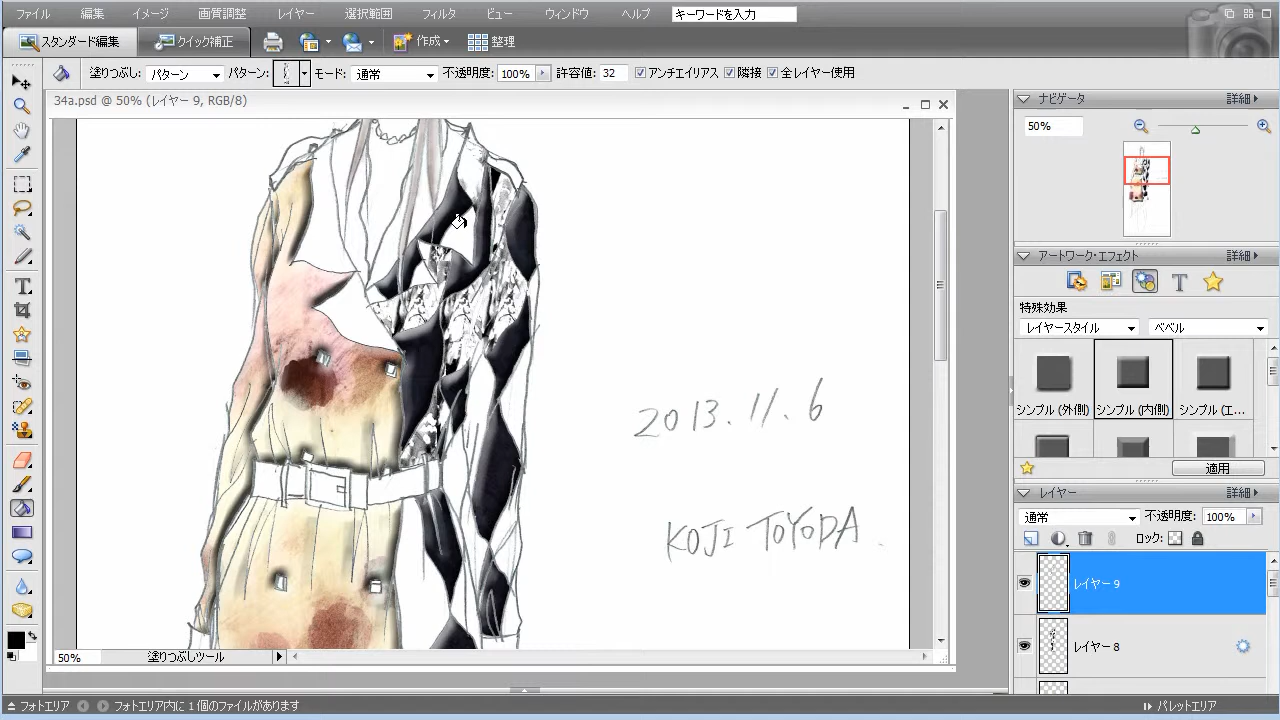 ファイル 編集 イメージ 画質調整 レイヤー 選択範囲 フィルタ ビュー ウィンドウ ヘルプ キーワードを入力
スタンダード編集 クイック補正 作成 整理
塗りつぶし: パターン パターン: モード: 通常 不透明度: 100% 許容値: 32 アンチエイリアス 隣接 全レイヤー使用
34a.psd @ 50% (レイヤー 9, RGB/8)
ナビゲータ 詳細
50%
アートワーク・エフェクト 詳細
特殊効果
レイヤースタイル ベベル
シンプル (外側) シンプル (内側) シンプル (エ...
適用
2013.11.6
KOJI TOYODA.
レイヤー 詳細
通常 不透明度: 100%
ロック:
レイヤー 9
レイヤー 8
50% 塗りつぶしツール
フォトエリア フォトエリア内に 1 個のファイルがあります パレットエリア